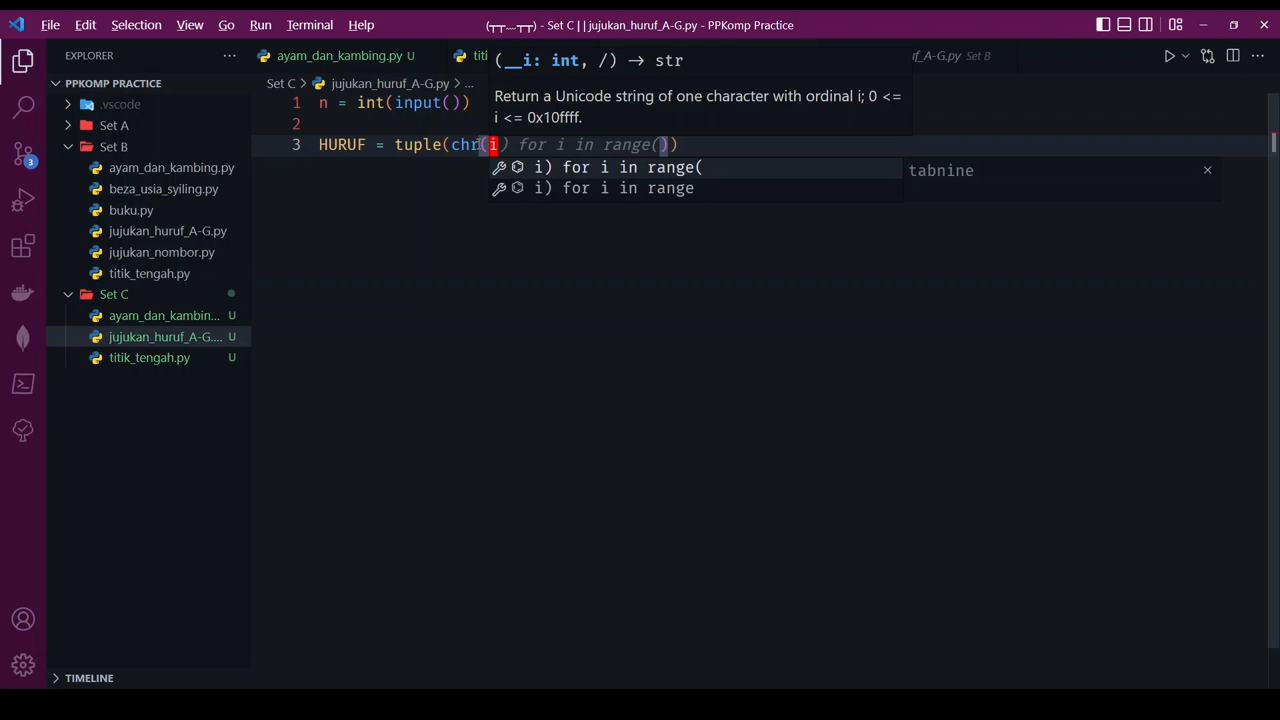 File Edit Selection View Go Run Terminal Help
(┬┬﹏┬┬) - Set C || jujukan_huruf_A-G.py - PPKomp Practice
EXPLORER ···
ayam_dan_kambing.py U
titi
f_A-G.py Set B
PPKOMP PRACTICE
.vscode
Set A
Set B
ayam_dan_kambing.py
beza_usia_syiling.py
buku.py
jujukan_huruf_A-G.py
jujukan_nombor.py
titik_tengah.py
Set C
ayam_dan_kambin... U
jujukan_huruf_A-G.... U
titik_tengah.py U
3
TIMELINE
Set C > jujukan_huruf_A-G.py > ...
1 n = int(input())
2
3 HURUF = tuple(chr(i) for i in range())
(__i: int, /) -> str
Return a Unicode string of one character with ordinal i; 0 <=
i <= 0x10ffff.
i) for i in range(
i) for i in range
tabnine